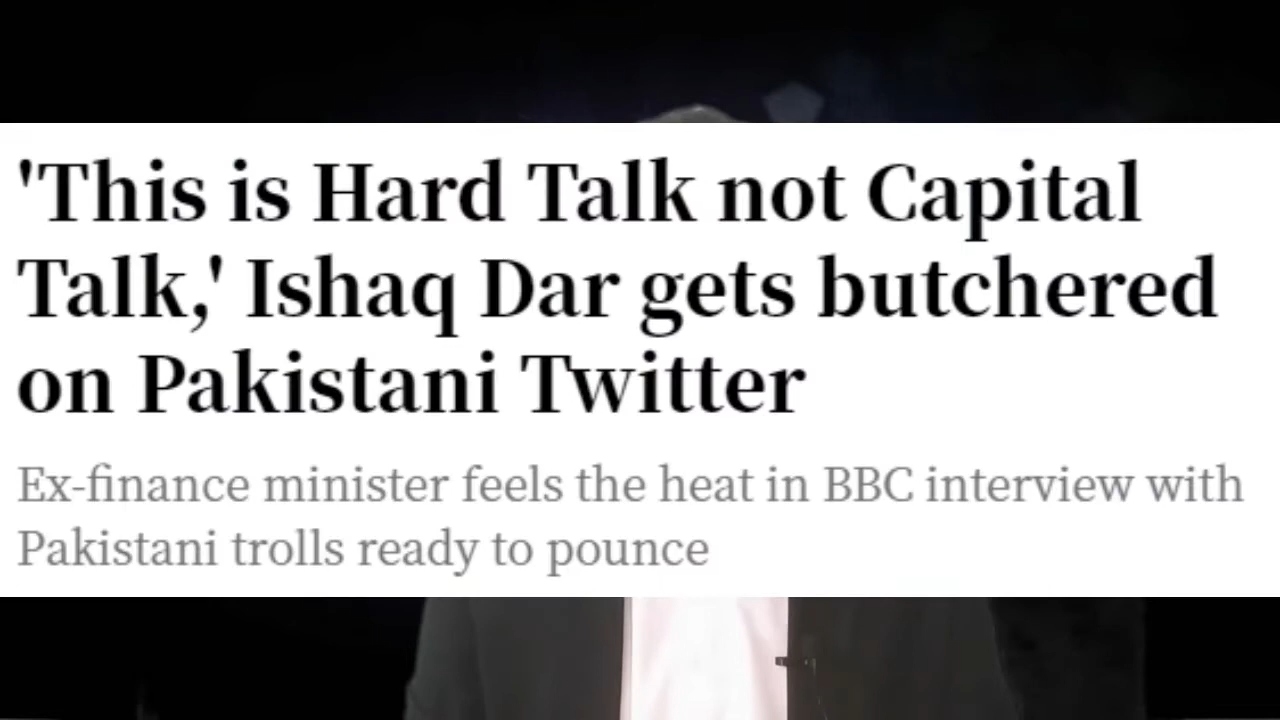 'This is Hard Talk not Capital
Talk,' Ishaq Dar gets butchered
on Pakistani Twitter
Ex-finance minister feels the heat in BBC interview with
Pakistani trolls ready to pounce